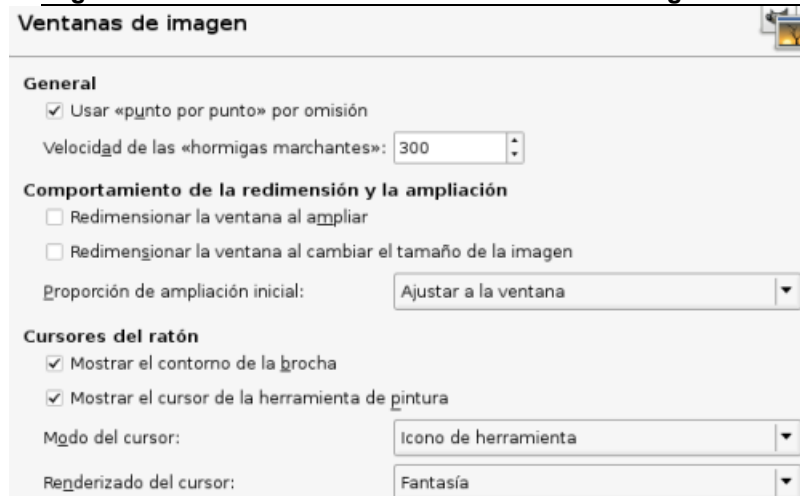 Ventanas de imagen
General
Usar «punto por punto» por omisión
Velocidad de las «hormigas marchantes»: 300
Comportamiento de la redimensión y la ampliación
Redimensionar la ventana al ampliar
Redimensionar la ventana al cambiar el tamaño de la imagen
Proporción de ampliación inicial: Ajustar a la ventana
Cursores del ratón
Mostrar el contorno de la brocha
Mostrar el cursor de la herramienta de pintura
Modo del cursor: Icono de herramienta
Renderizado del cursor: Fantasía